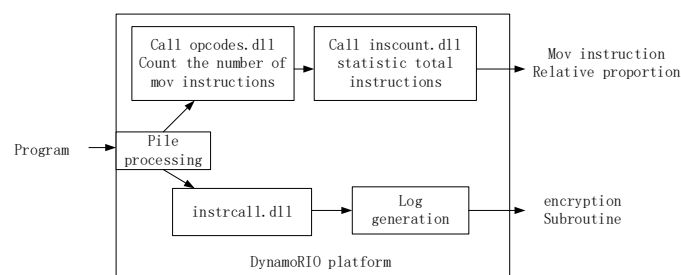 Call opcodes.dll
Count the number of
mov instructions
Call inscount.dll
statistic total
instructions
Mov instruction
Relative proportion
Program
Pile
processing
instrcall.dll
Log
generation
encryption
Subroutine
DynamoRIO platform